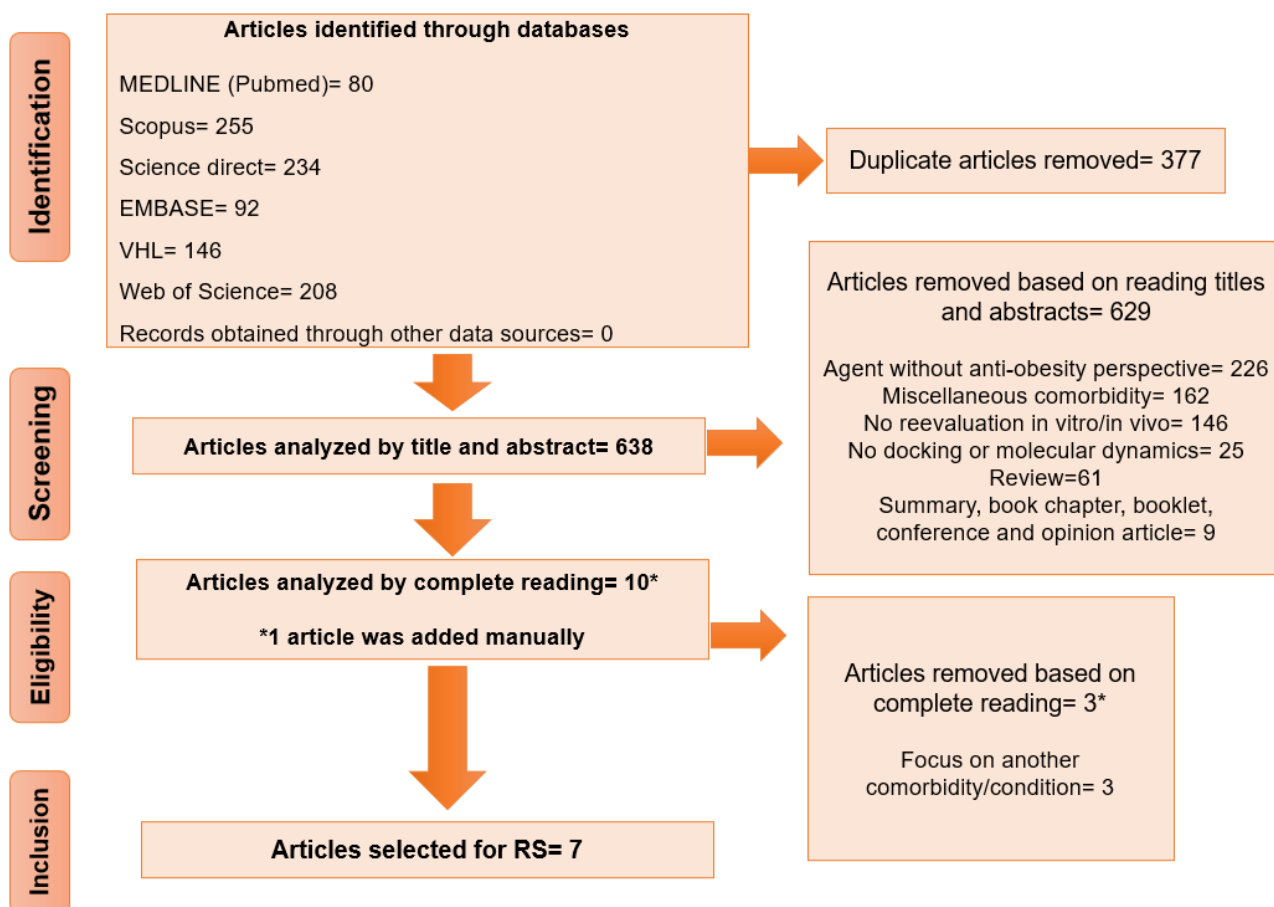 Identification
Articles identified through databases
MEDLINE (Pubmed)= 80
Scopus= 255
Science direct= 234
EMBASE= 92
VHL= 146
Web of Science= 208
Records obtained through other data sources= 0
Duplicate articles removed= 377
Screening
Articles analyzed by title and abstract= 638
Articles removed based on reading titles
and abstracts= 629
Agent without anti-obesity perspective= 226
Miscellaneous comorbidity= 162
No reevaluation in vitro/in vivo= 146
No docking or molecular dynamics= 25
Review=61
Summary, book chapter, booklet,
conference and opinion article= 9
Eligibility
Articles analyzed by complete reading= 10*
*1 article was added manually
Articles removed based on
complete reading= 3*
Focus on another
comorbidity/condition= 3
Inclusion
Articles selected for RS= 7